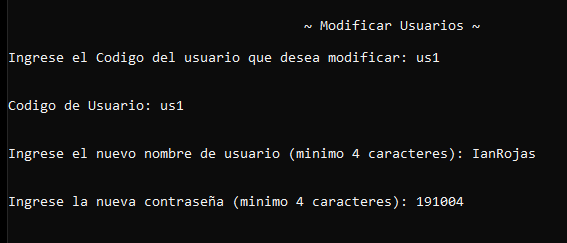 ~ Modificar Usuarios ~
Ingrese el Codigo del usuario que desea modificar: us1
Codigo de Usuario: us1
Ingrese el nuevo nombre de usuario (minimo 4 caracteres): IanRojas
Ingrese la nueva contraseña (minimo 4 caracteres): 191004